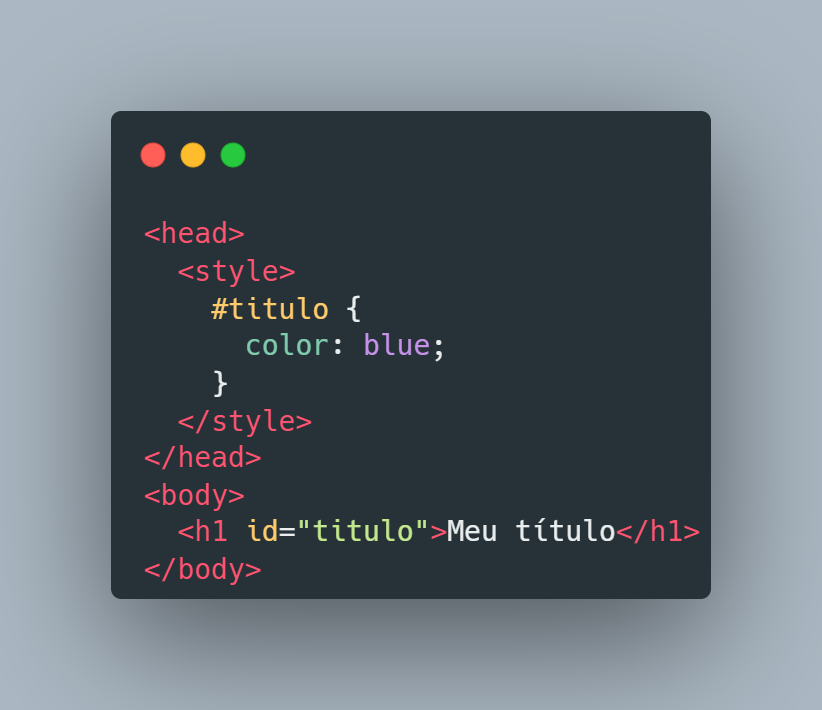 <head>
  <style>
    #titulo {
      color: blue;
    }
  </style>
</head>
<body>
  <h1 id="titulo">Meu título</h1>
</body>